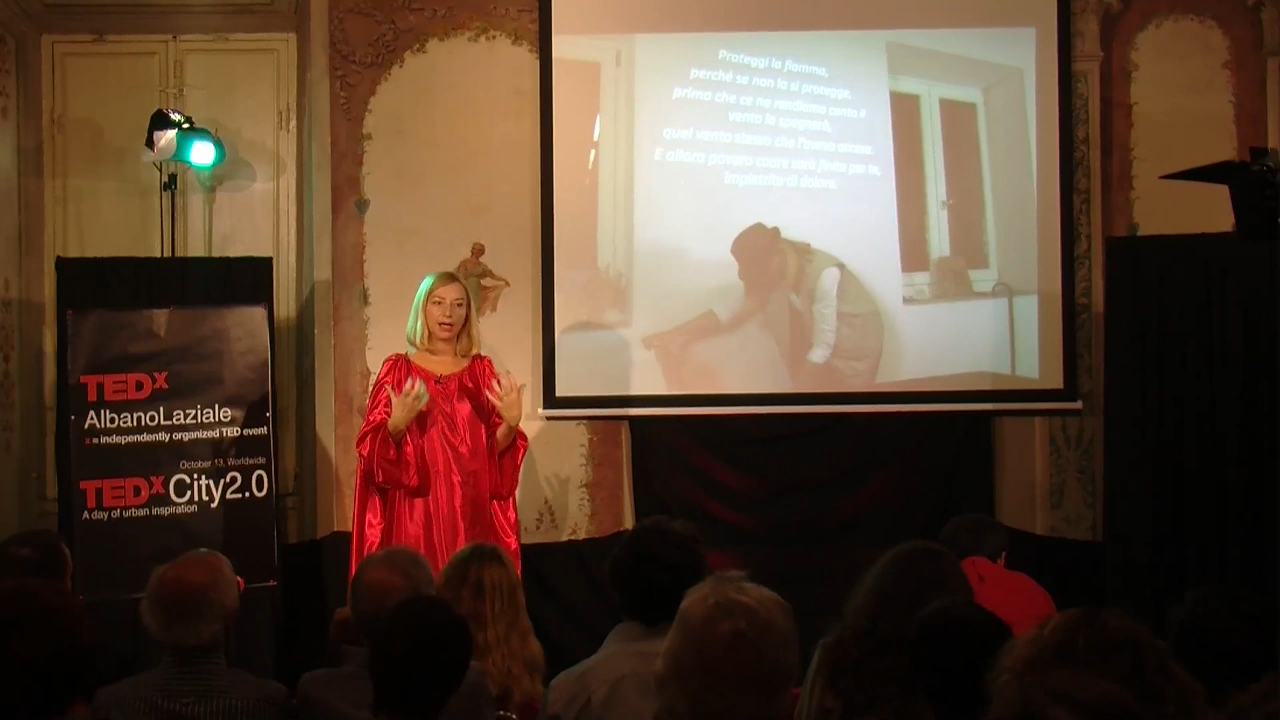 TEDx
AlbanoLaziale
x = independently organized TED event
October 13, Worldwide
TEDxCity2.0
A day of urban inspiration
Proteggi la fiamma,
perché se non la si protegge,
prima che ce ne rendiamo conto il
vento la spegnerà,
quel vento stesso che l'aveva accesa.
E allora povero cuore sarà finita per te,
impietrito di dolore.